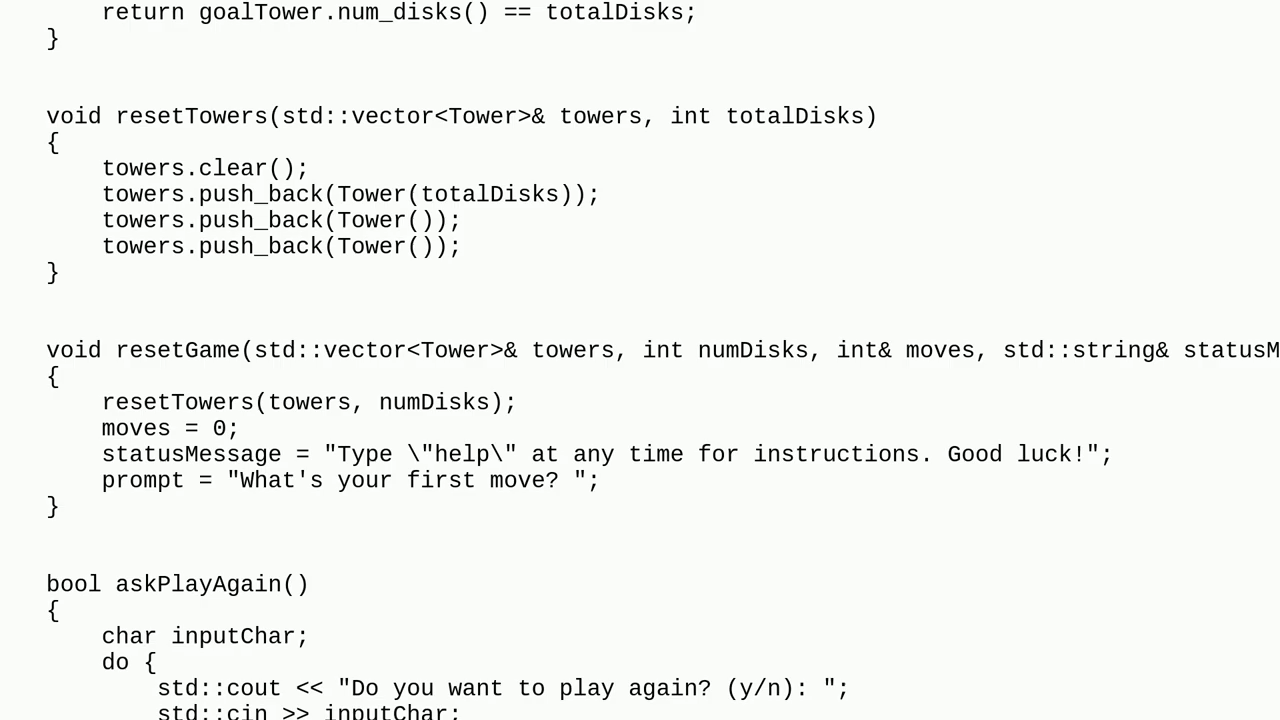 return goalTower.num_disks() == totalDisks;
}
void resetTowers(std::vector<Tower>& towers, int totalDisks)
{
    towers.clear();
    towers.push_back(Tower(totalDisks));
    towers.push_back(Tower());
    towers.push_back(Tower());
}
void resetGame(std::vector<Tower>& towers, int numDisks, int& moves, std::string& statusM
{
    resetTowers(towers, numDisks);
    moves = 0;
    statusMessage = "Type \"help\" at any time for instructions. Good luck!";
    prompt = "What's your first move? ";
}
bool askPlayAgain()
{
    char inputChar;
    do {
        std::cout << "Do you want to play again? (y/n): ";
        std::cin >> inputChar;